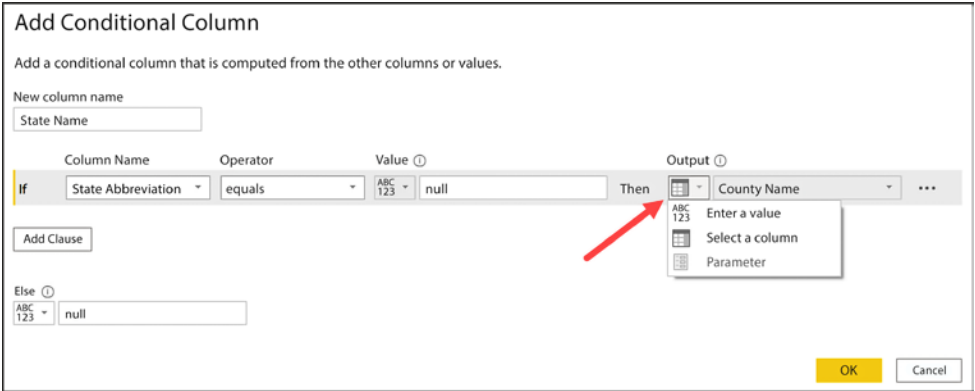 Add Conditional Column
Add a conditional column that is computed from the other columns or values.
New column name
State Name
Column Name Operator Value Output
If State Abbreviation equals ABC 123 null Then County Name
ABC 123 Enter a value
Select a column
Parameter
Add Clause
Else
ABC 123 null
OK Cancel